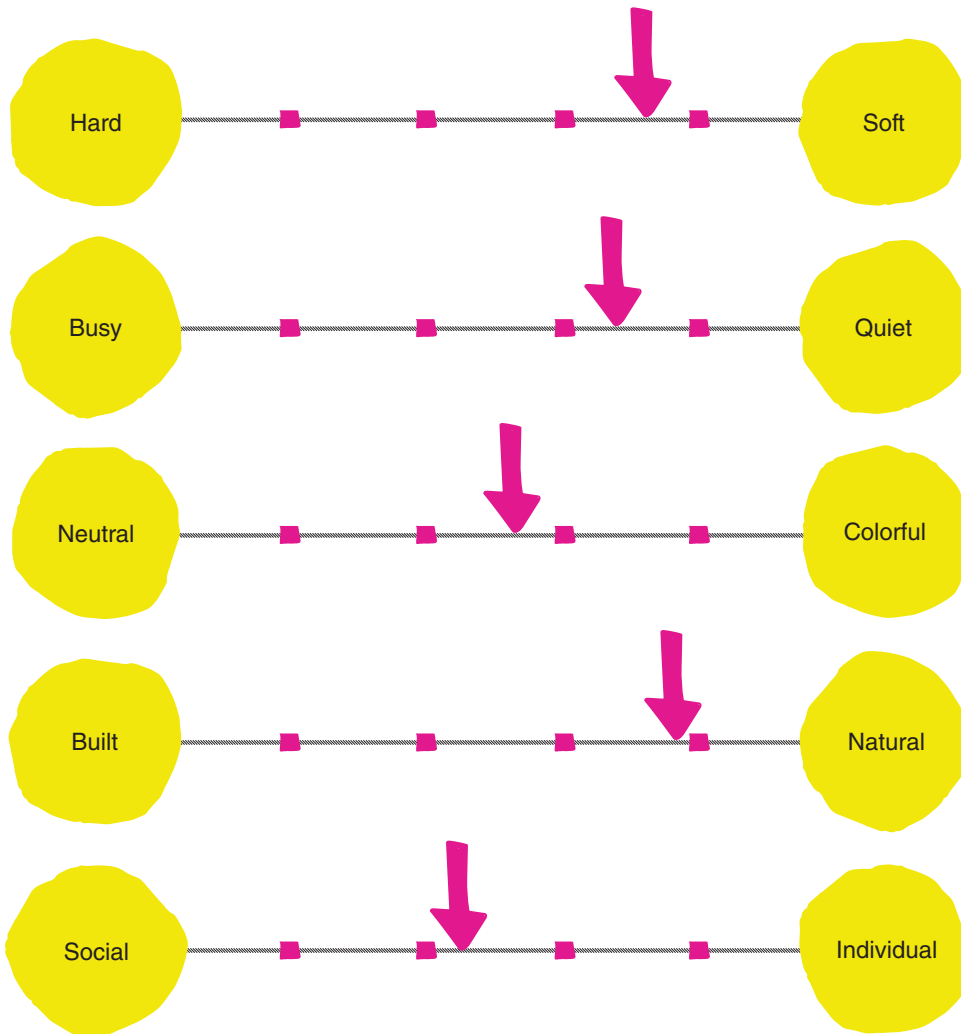 Hard
Soft
Busy
Quiet
Neutral
Colorful
Built
Natural
Social
Individual